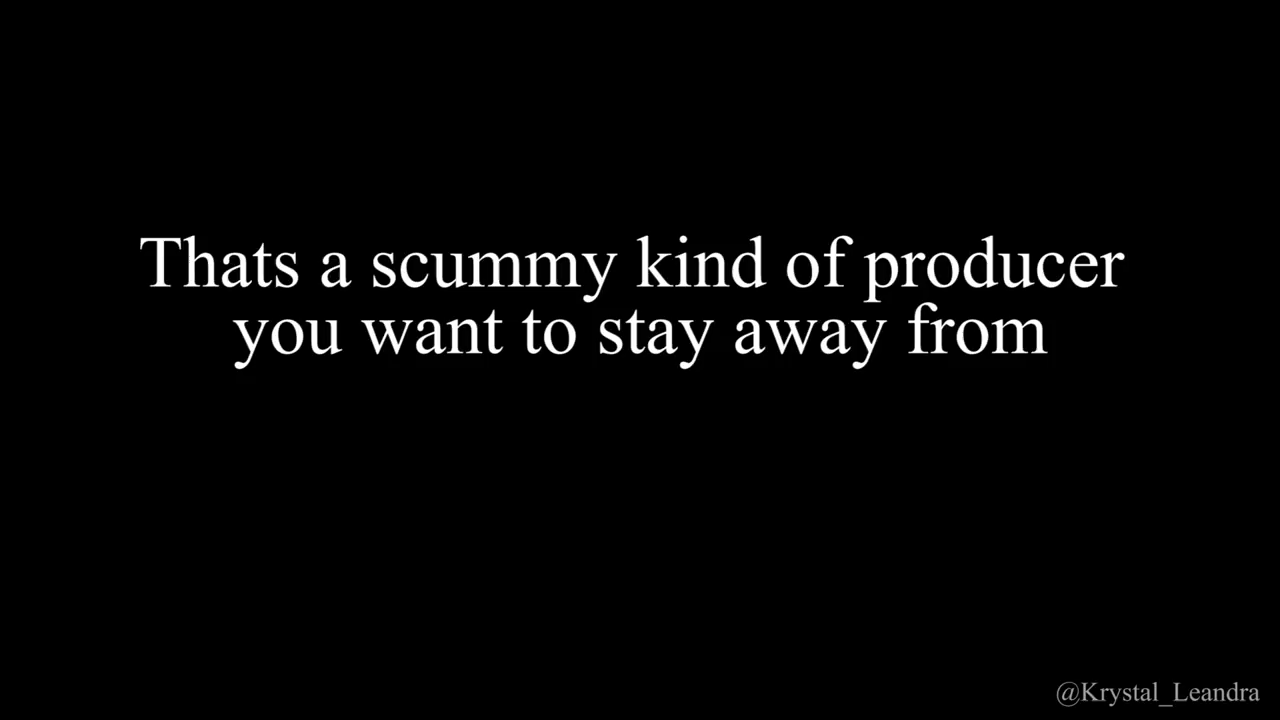 Thats a scummy kind of producer
you want to stay away from
@Krystal_Leandra